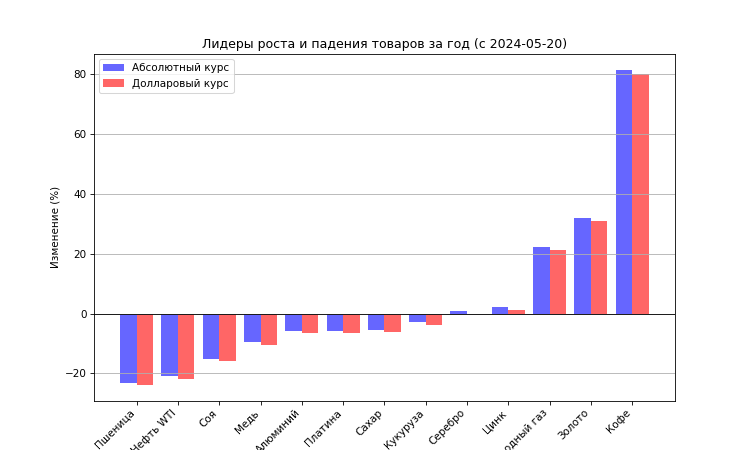 Лидеры роста и падения товаров за год (с 2024-05-20)
Абсолютный курс
Долларовый курс
Изменение (%)
80
60
40
20
0
−20
Пшеница
Нефть WTI
Соя
Медь
Алюминий
Платина
Сахар
Кукуруза
Серебро
Цинк
одный газ
Золото
Кофе